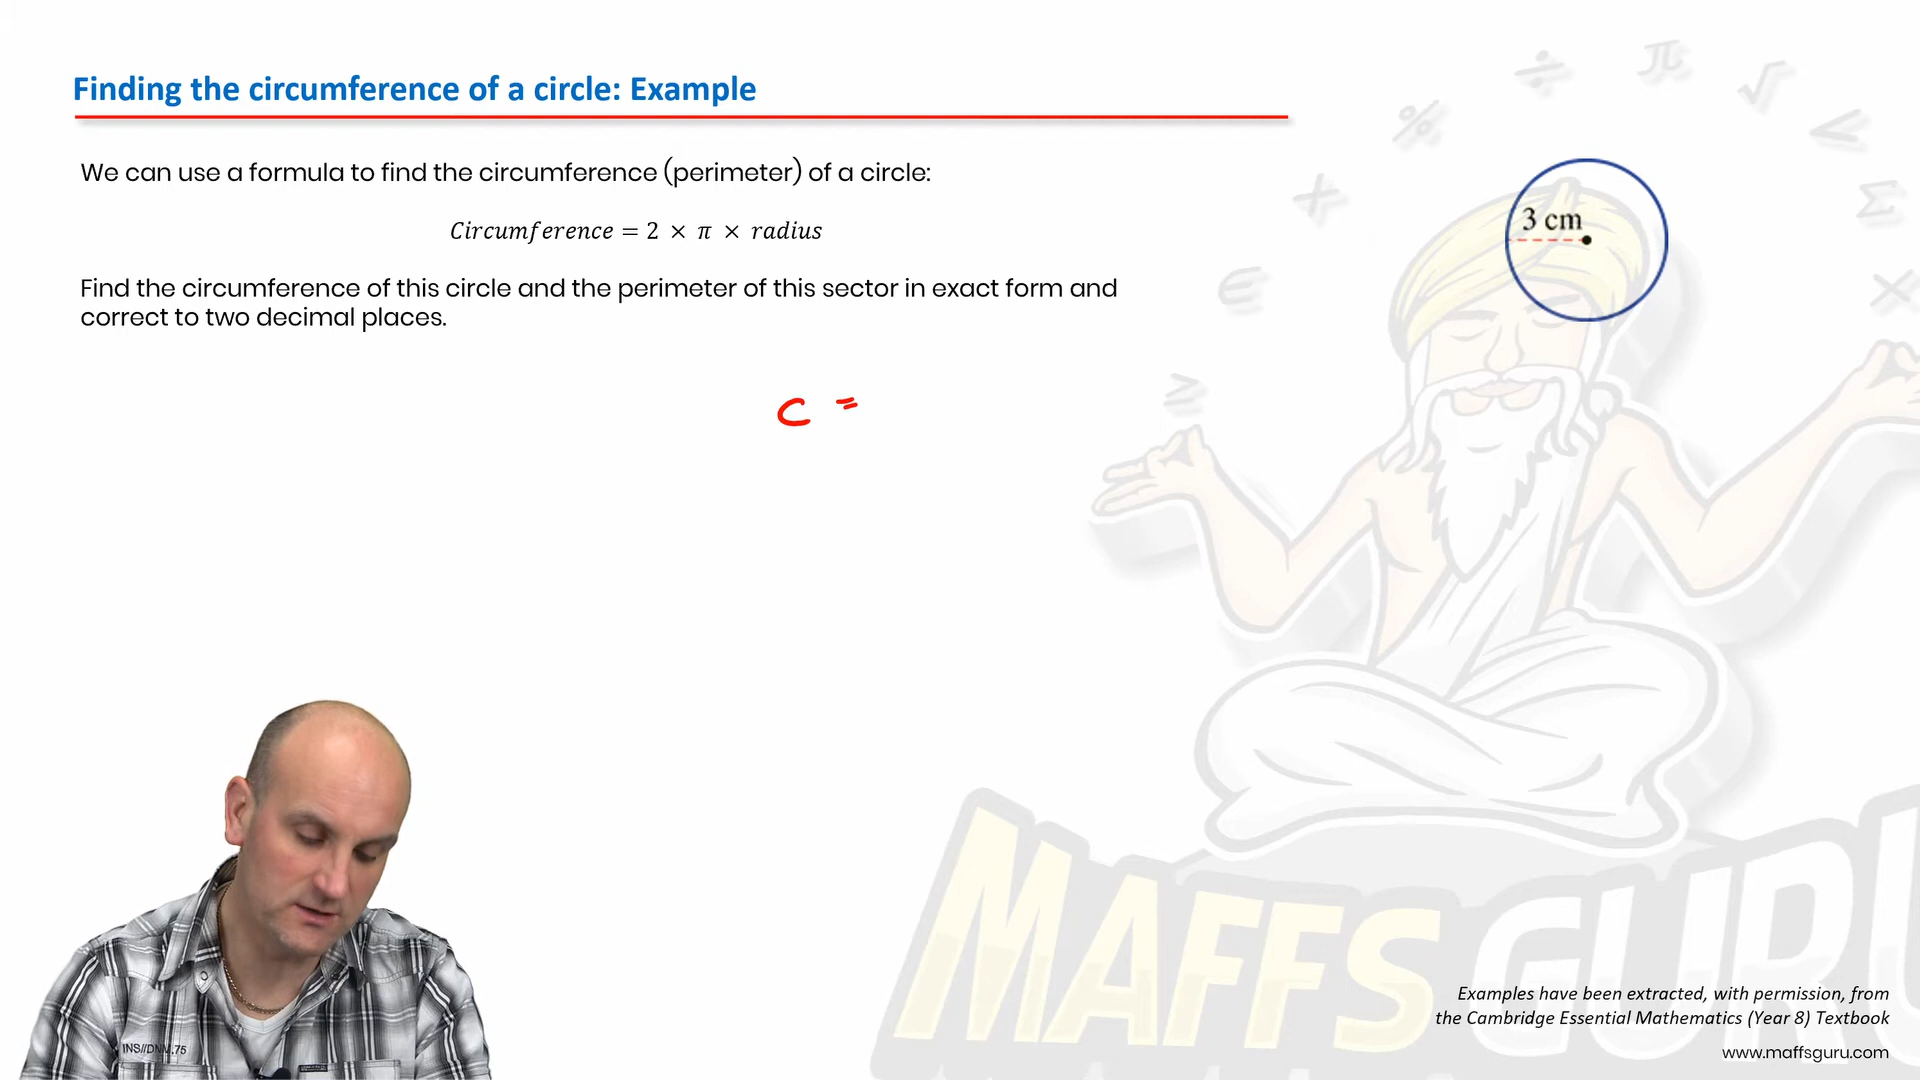 Finding the circumference of a circle: Example
We can use a formula to find the circumference (perimeter) of a circle:
Circumference = 2 × π × radius
3 cm
Find the circumference of this circle and the perimeter of this sector in exact form and
correct to two decimal places.
C =
÷ π √ ∠ % + Σ € × ≥
MAFFS GURU
INS//DNM.75
Examples have been extracted, with permission, from
the Cambridge Essential Mathematics (Year 8) Textbook
www.maffsguru.com